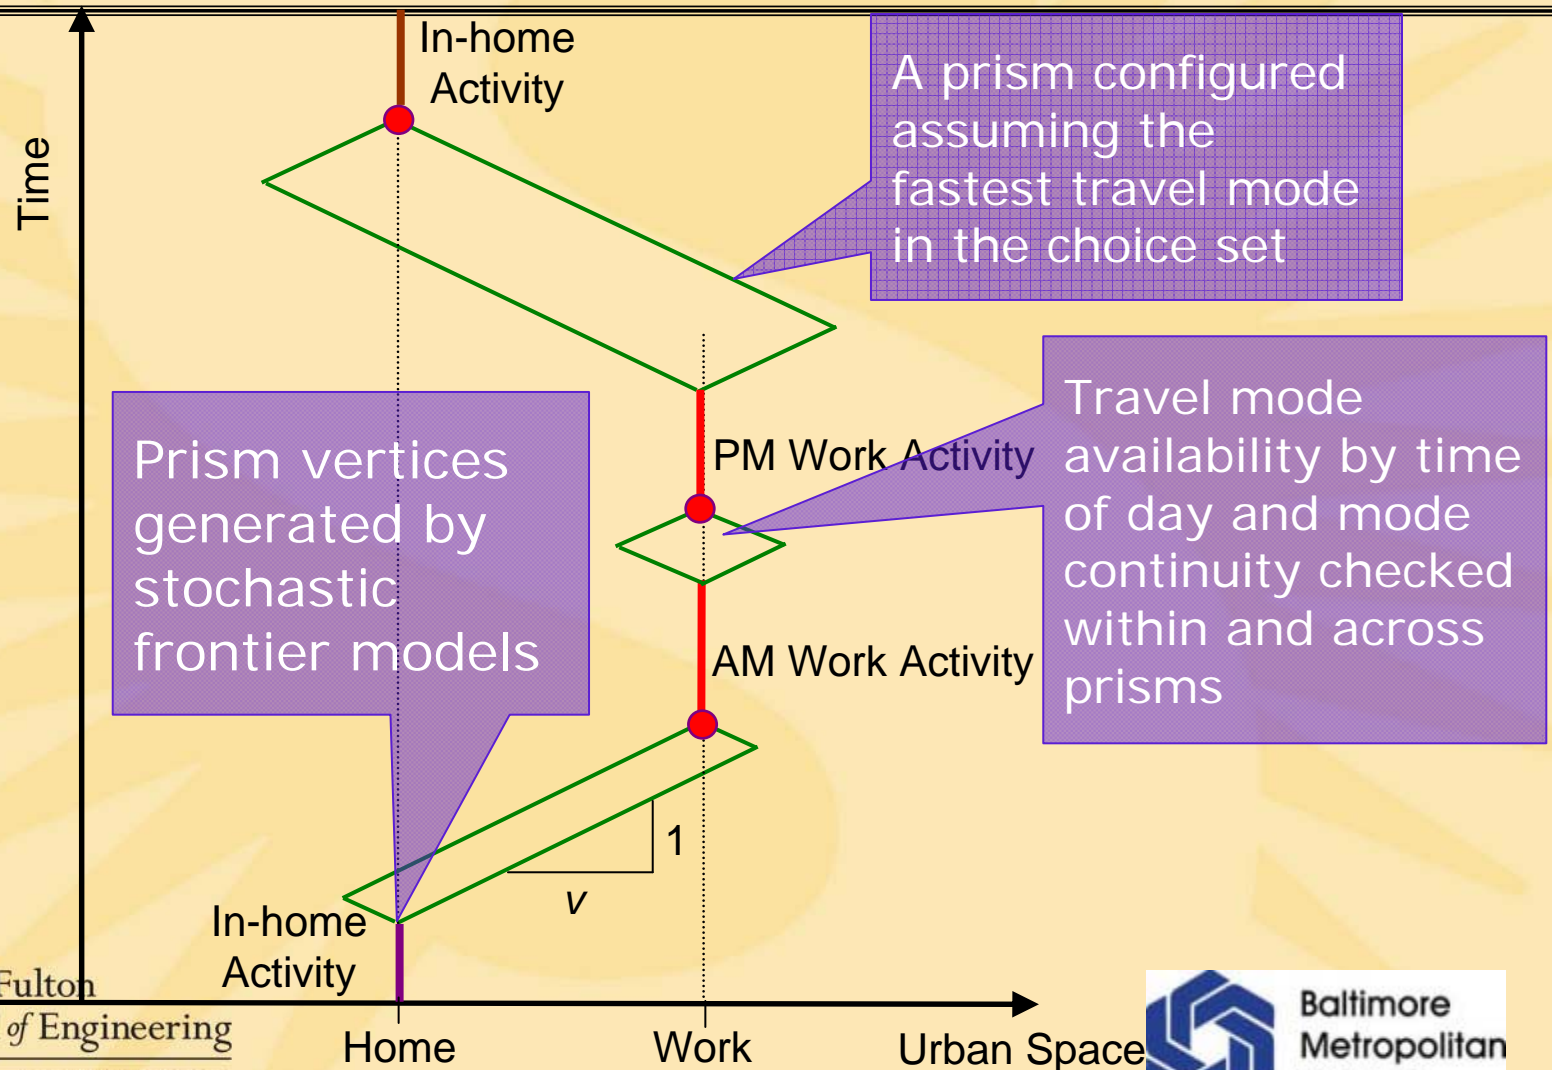 Time
In-home
Activity
A prism configured
assuming the
fastest travel mode
in the choice set
Prism vertices
generated by
stochastic
frontier models
PM Work Activity
Travel mode
availability by time
of day and mode
continuity checked
within and across
prisms
AM Work Activity
1
v
In-home
Activity
Home
Work
Urban Space
Fulton
of Engineering
Baltimore
Metropolitan